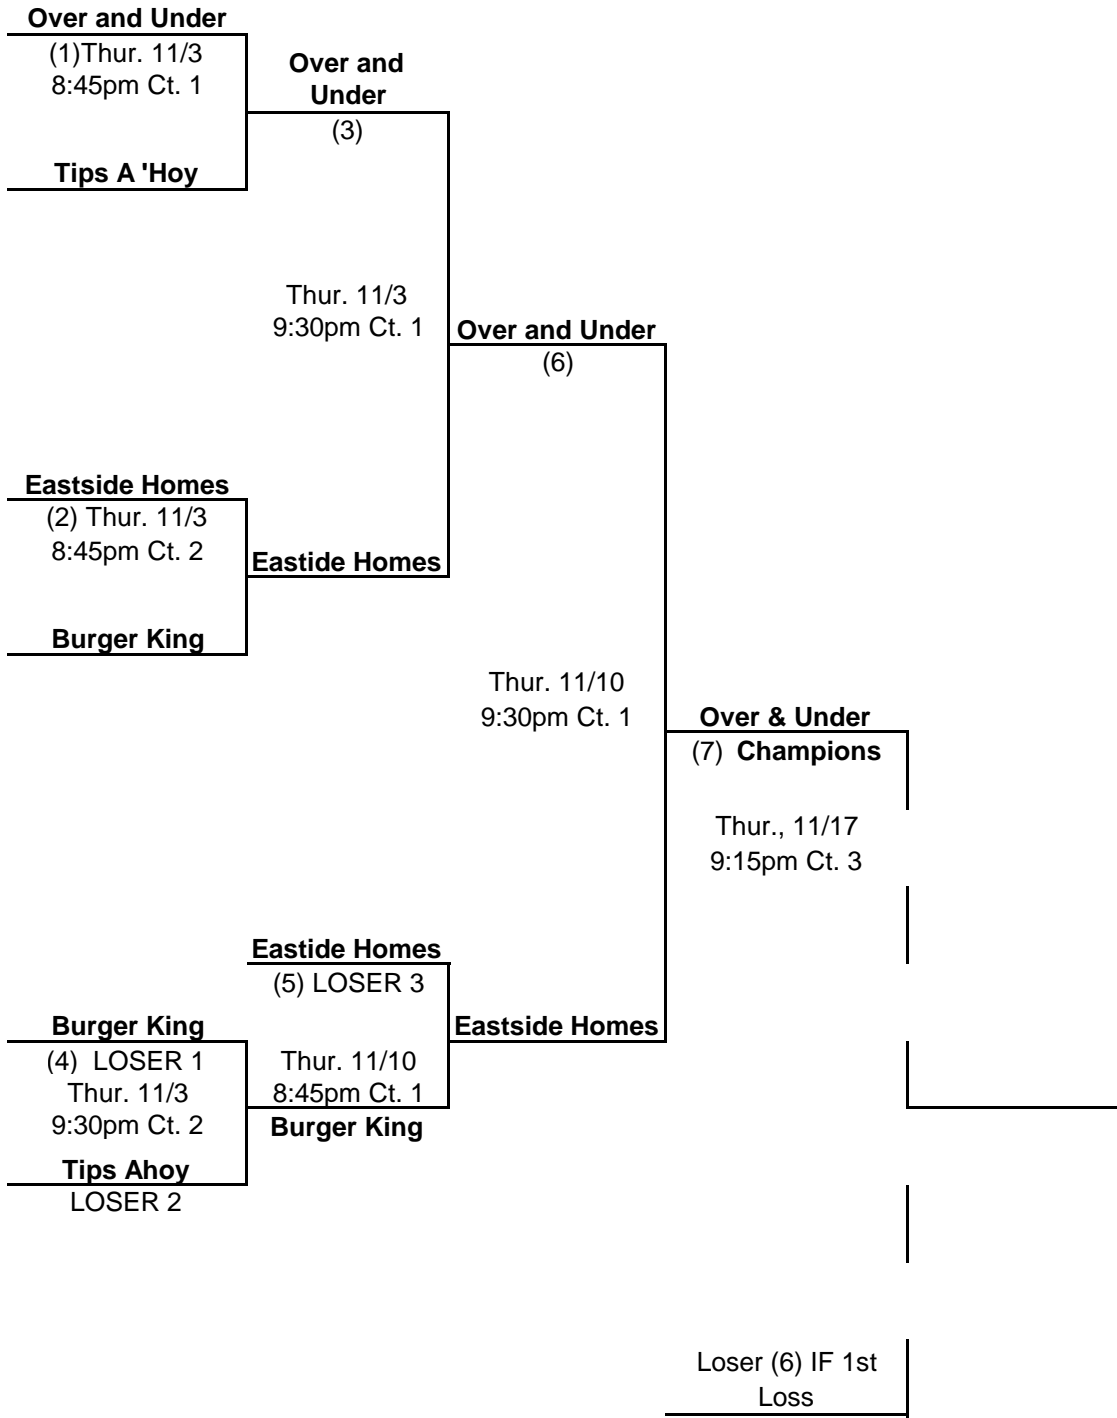 Over and Under
(1)Thur. 11/3
8:45pm Ct. 1
Over and
Under
(3)
Tips A 'Hoy
Thur. 11/3
9:30pm Ct. 1
Over and Under
(6)
Eastside Homes
(2) Thur. 11/3
8:45pm Ct. 2
Eastide Homes
Burger King
Thur. 11/10
9:30pm Ct. 1
Over & Under
(7) Champions
Thur., 11/17
9:15pm Ct. 3
Eastide Homes
(5) LOSER 3
Burger King
Eastside Homes
(4) LOSER 1
Thur. 11/3
9:30pm Ct. 2
Thur. 11/10
8:45pm Ct. 1
Burger King
Tips Ahoy
LOSER 2
Loser (6) IF 1st
Loss